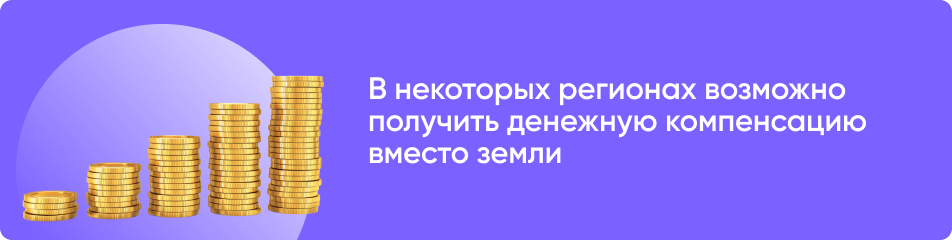 В некоторых регионах возможно
получить денежную компенсацию
вместо земли